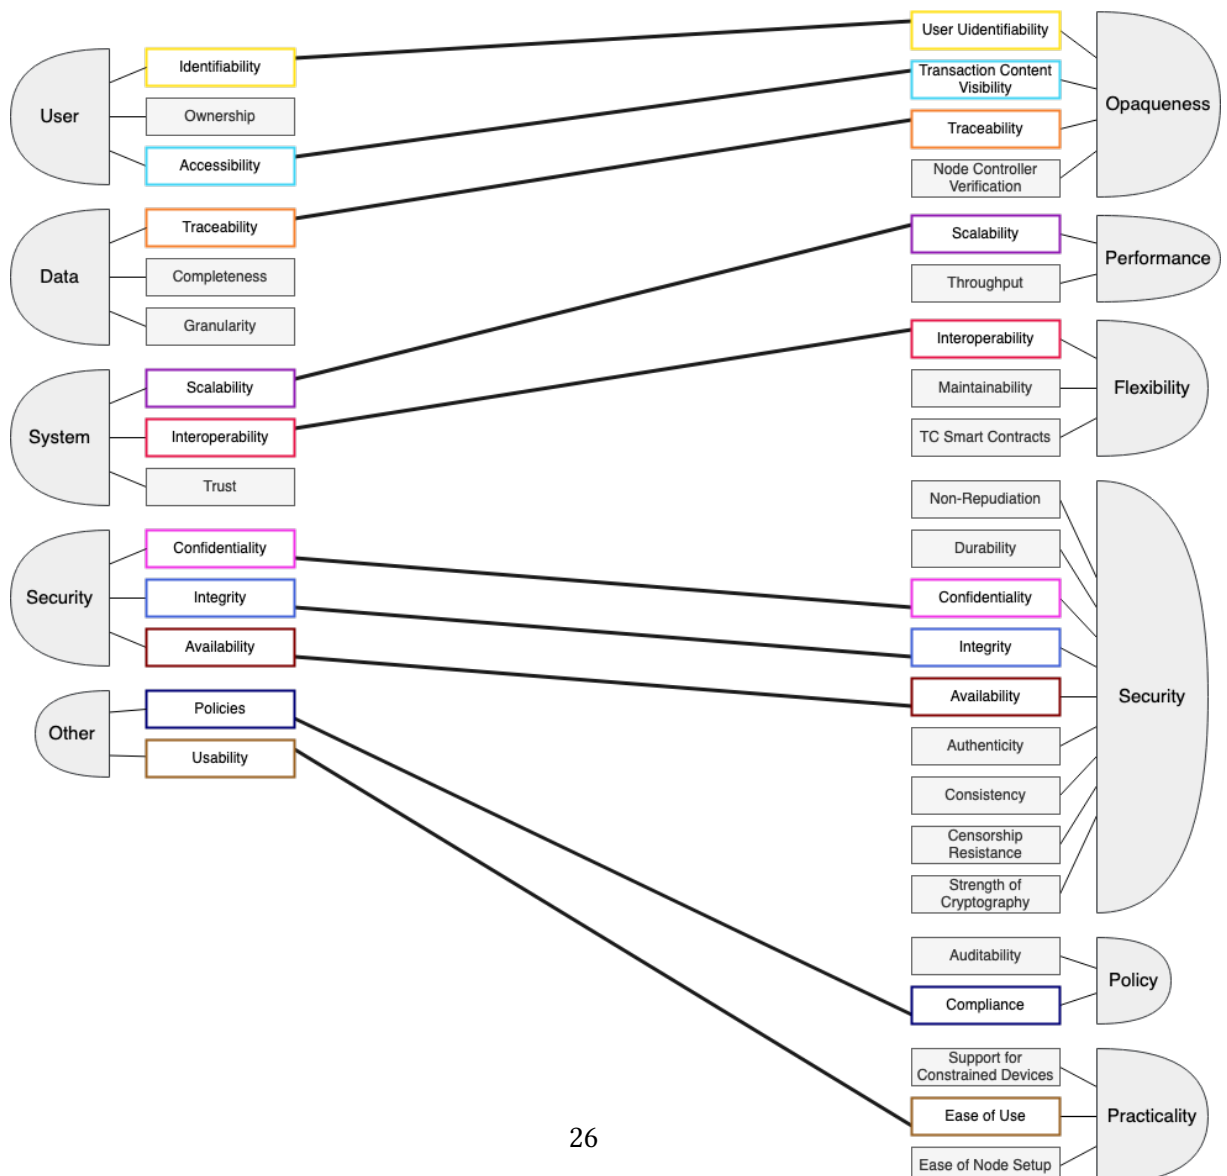 User
Identifiability
Ownership
Accessibility
Data
Traceability
Completeness
Granularity
System
Scalability
Interoperability
Trust
Security
Confidentiality
Integrity
Availability
Other
Policies
Usability
User Uidentifiability
Transaction Content
Visibility
Traceability
Node Controller
Verification
Opaqueness
Scalability
Throughput
Performance
Interoperability
Maintainability
TC Smart Contracts
Flexibility
Non-Repudiation
Durability
Confidentiality
Integrity
Availability
Authenticity
Consistency
Censorship
Resistance
Strength of
Cryptography
Security
Auditability
Compliance
Policy
Support for
Constrained Devices
Ease of Use
Ease of Node Setup
Practicality
26